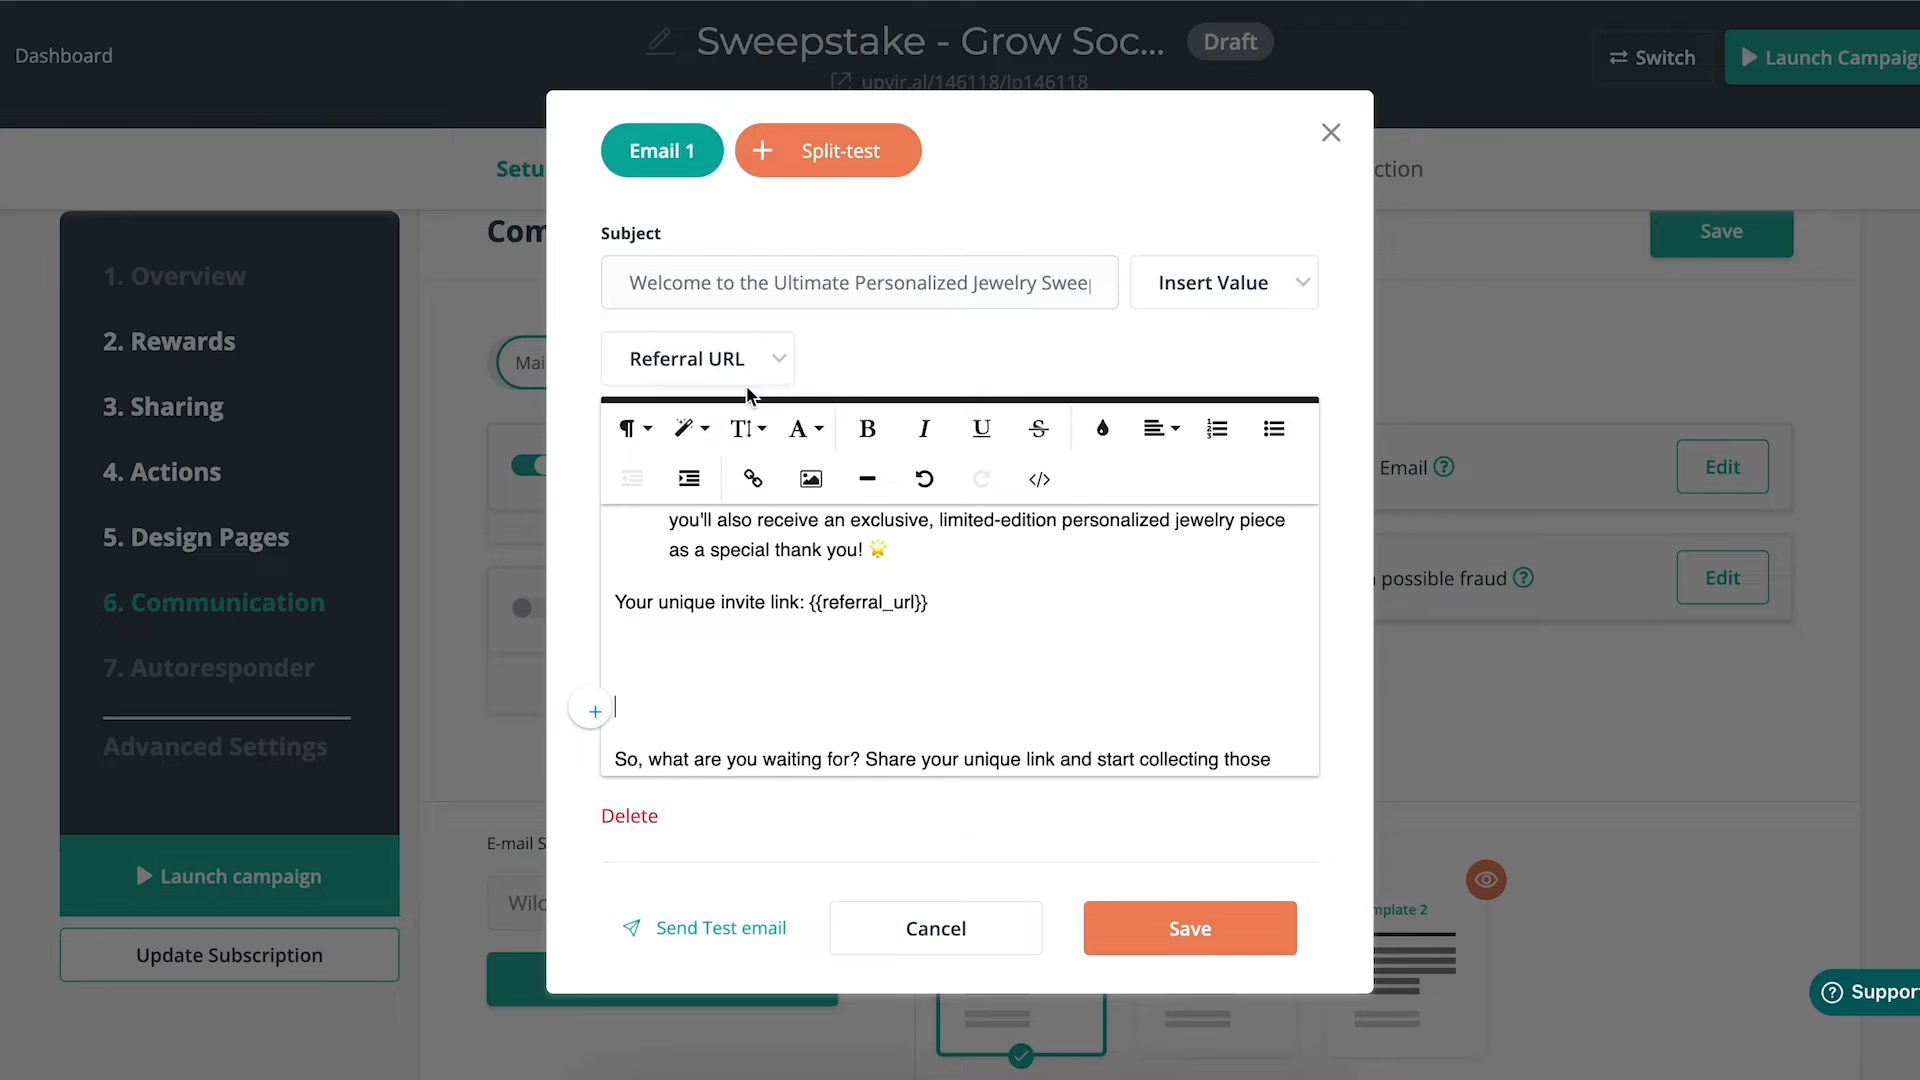 Dashboard
Sweepstake - Grow Soc...
Draft
upvir.al/146118/lp146118
Switch
Launch Campaig
Setu
ction
1. Overview
2. Rewards
3. Sharing
4. Actions
5. Design Pages
6. Communication
7. Autoresponder
Advanced Settings
Launch campaign
Update Subscription
Com
Save
Mai
Email
Edit
possible fraud
Edit
E-mail S
Wilc
mplate 2
Support
Email 1
+ Split-test
Subject
Welcome to the Ultimate Personalized Jewelry Sweep
Insert Value
Referral URL
you'll also receive an exclusive, limited-edition personalized jewelry piece
as a special thank you! 🌟
Your unique invite link: {{referral_url}}
So, what are you waiting for? Share your unique link and start collecting those
Delete
Send Test email
Cancel
Save